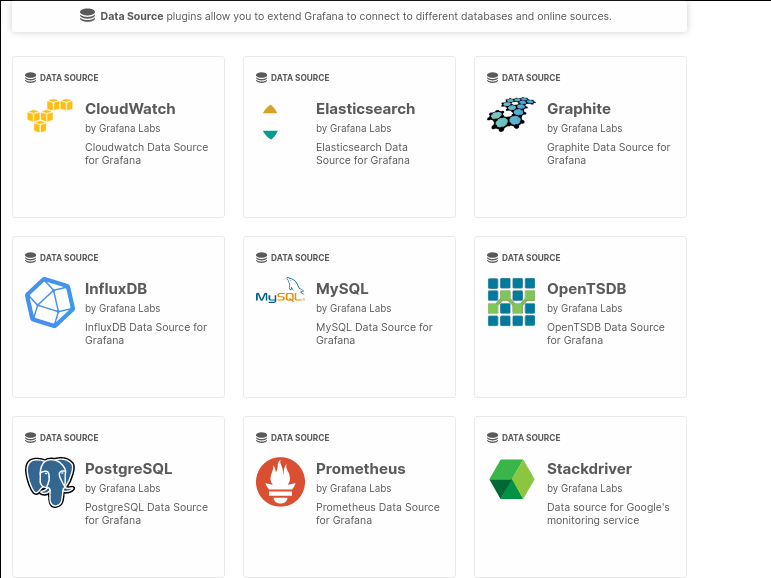 Data Source plugins allow you to extend Grafana to connect to different databases and online sources.
DATA SOURCE
CloudWatch
by Grafana Labs
Cloudwatch Data Source
for Grafana
DATA SOURCE
Elasticsearch
by Grafana Labs
Elasticsearch Data
Source for Grafana
DATA SOURCE
Graphite
by Grafana Labs
Graphite Data Source for
Grafana
DATA SOURCE
InfluxDB
by Grafana Labs
InfluxDB Data Source for
Grafana
DATA SOURCE
MySQL
MySQL
by Grafana Labs
MySQL Data Source for
Grafana
DATA SOURCE
OpenTSDB
by Grafana Labs
OpenTSDB Data Source
for Grafana
DATA SOURCE
PostgreSQL
by Grafana Labs
PostgreSQL Data Source
for Grafana
DATA SOURCE
Prometheus
by Grafana Labs
Prometheus Data Source
for Grafana
DATA SOURCE
Stackdriver
by Grafana Labs
Data source for Google's
monitoring service